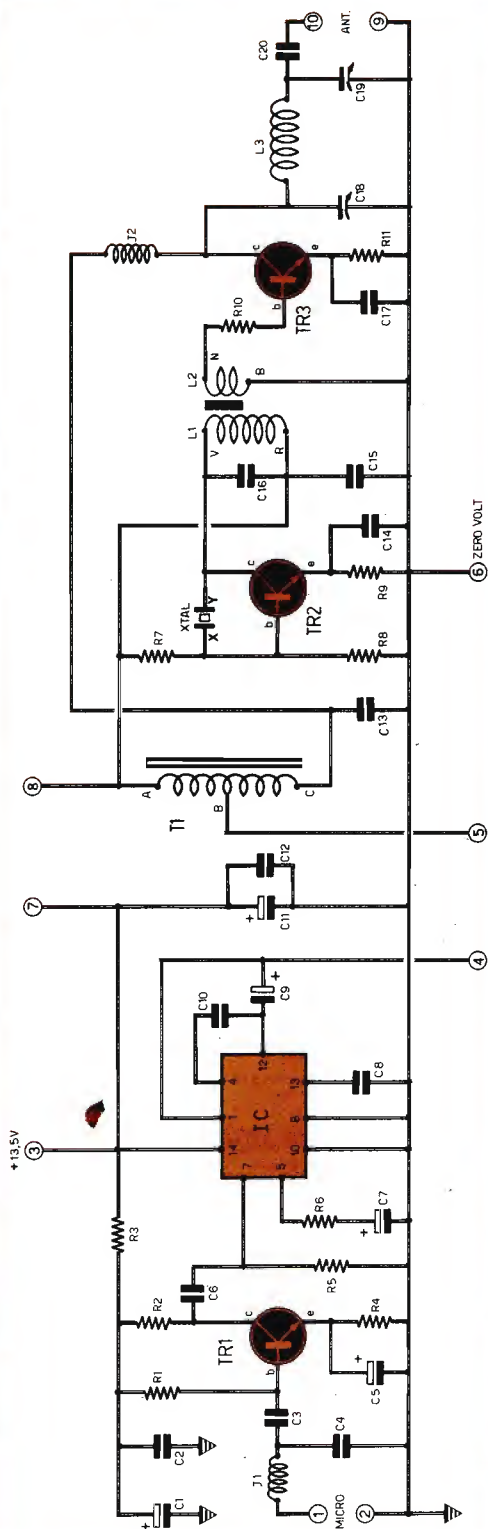 +13,5V
3
7
8
R3
C1
+
C2
R1
R2
C6
TR1
b
c
e
J1
C3
C4
1
MICRO
2
C5
+
R4
R5
R6
C7
+
IC
7
14
1
4
5
10
8
13
12
C10
C9
+
C8
4
C11
+
C12
T1
A
B
C
5
C13
R7
XTAL
X
Y
TR2
b
c
e
R8
R9
C14
6 ZERO VOLT
C15
C16
L1
V
R
L2
N
B
R10
TR3
b
c
e
J2
C17
R11
C18
L3
C19
C20
10
ANT.
9